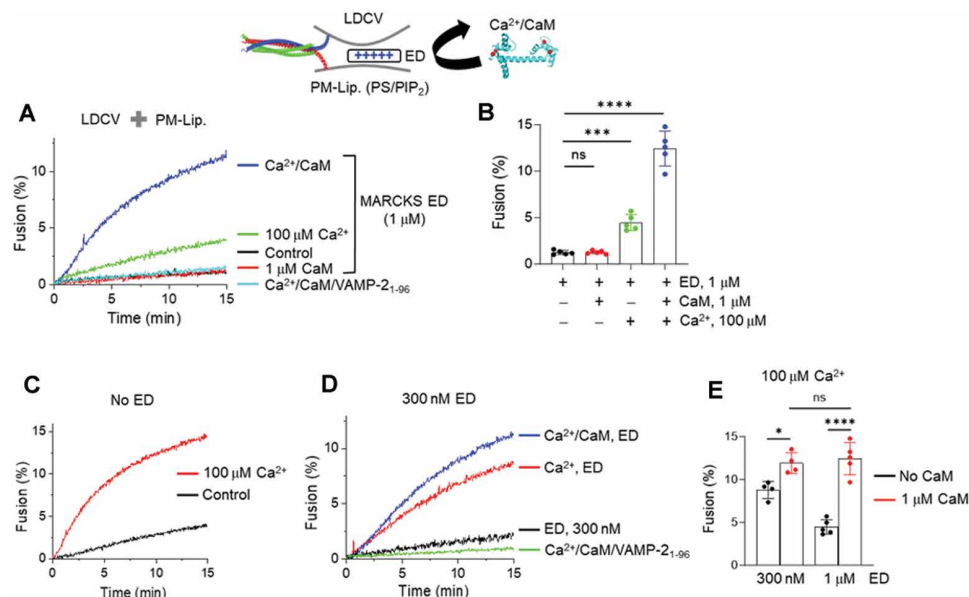 LDCV
Ca²⁺/CaM
+++++ ED
PM-Lip. (PS/PIP₂)
A
LDCV + PM-Lip.
Fusion (%)
10
5
0
0 5 10 15
Time (min)
Ca²⁺/CaM
100 μM Ca²⁺
Control
1 μM CaM
Ca²⁺/CaM/VAMP-2₁₋₉₆
MARCKS ED
(1 μM)
B
Fusion (%)
15
10
5
0
****
***
ns
+ + + + ED, 1 μM
– + – + CaM, 1 μM
– – + + Ca²⁺, 100 μM
C
No ED
Fusion (%)
15
10
5
0
0 5 10 15
Time (min)
100 μM Ca²⁺
Control
D
300 nM ED
Fusion (%)
10
5
0
0 5 10 15
Time (min)
Ca²⁺/CaM, ED
Ca²⁺, ED
ED, 300 nM
Ca²⁺/CaM/VAMP-2₁₋₉₆
E
100 μM Ca²⁺
ns
* ****
Fusion (%)
15
10
5
0
300 nM 1 μM ED
No CaM
1 μM CaM